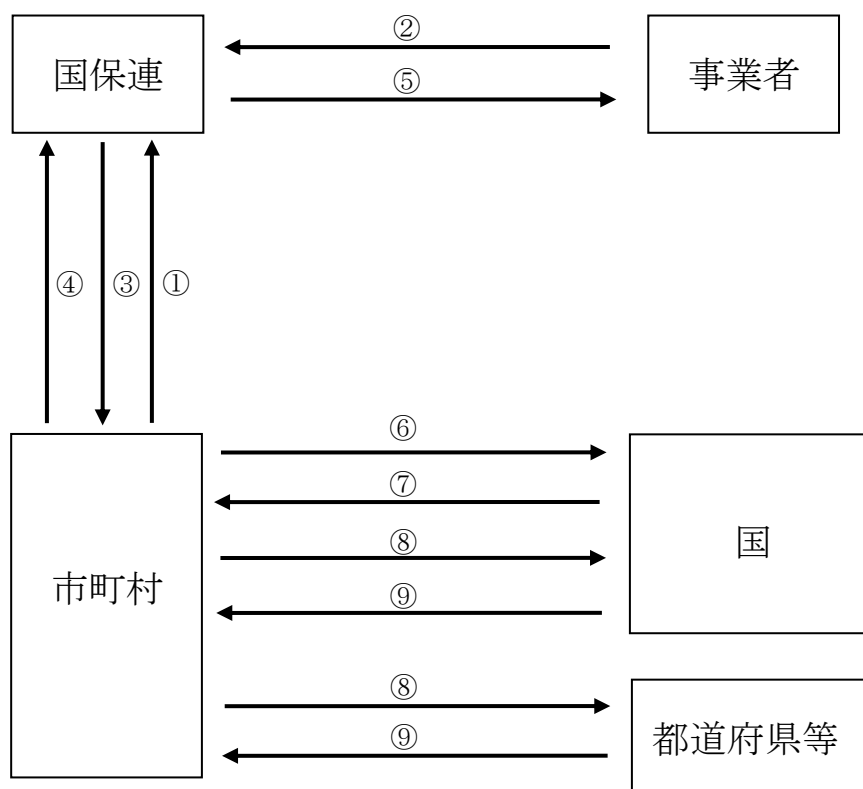 ②
国保連
事業者
⑤
④
③
①
⑥
⑦
国
⑧
市町村
⑨
⑧
都道府県等
⑨